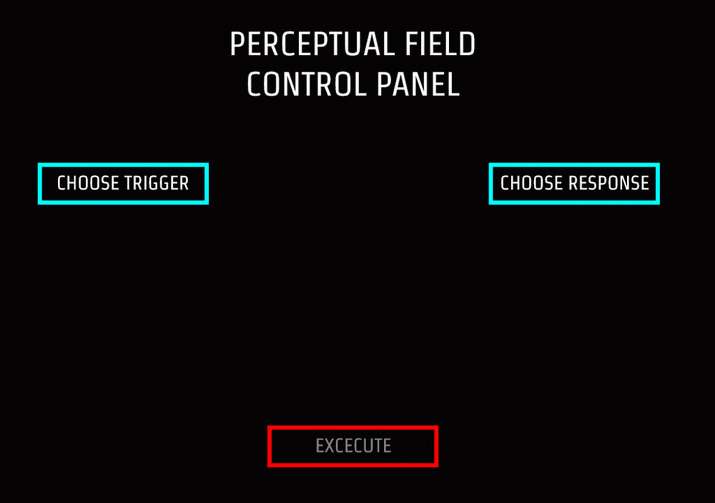 PERCEPTUAL FIELD
CONTROL PANEL
CHOOSE TRIGGER
CHOOSE RESPONSE
EXCECUTE